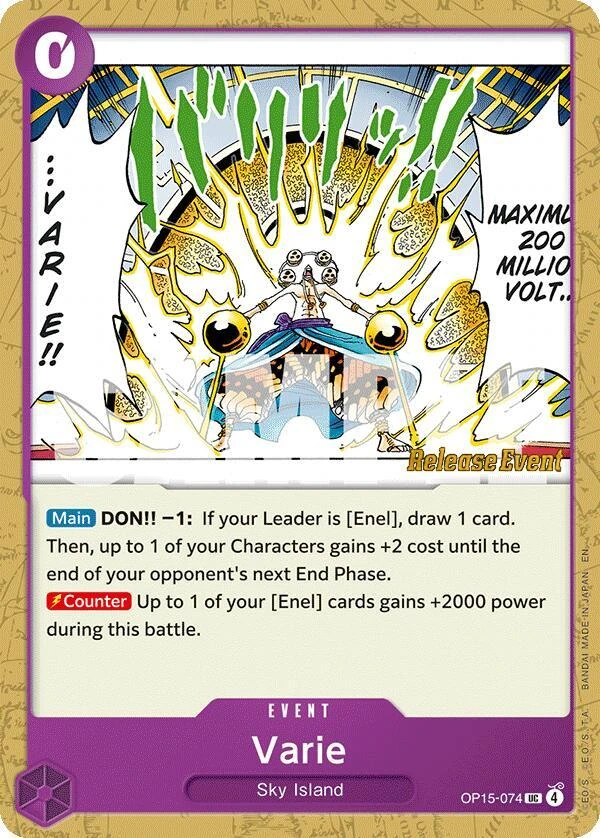 0
バリリッ!!
...VARIE!!
MAXIMU
200
MILLIO
VOLT..
Release Event
Main DON!! −1: If your Leader is [Enel], draw 1 card.
Then, up to 1 of your Characters gains +2 cost until the
end of your opponent's next End Phase.
Counter Up to 1 of your [Enel] cards gains +2000 power
during this battle.
EVENT
Varie
Sky Island
OP15-074 UC 4
©E.O/S. ©E.O/S.,T.A. BANDAI MADE IN JAPAN EN